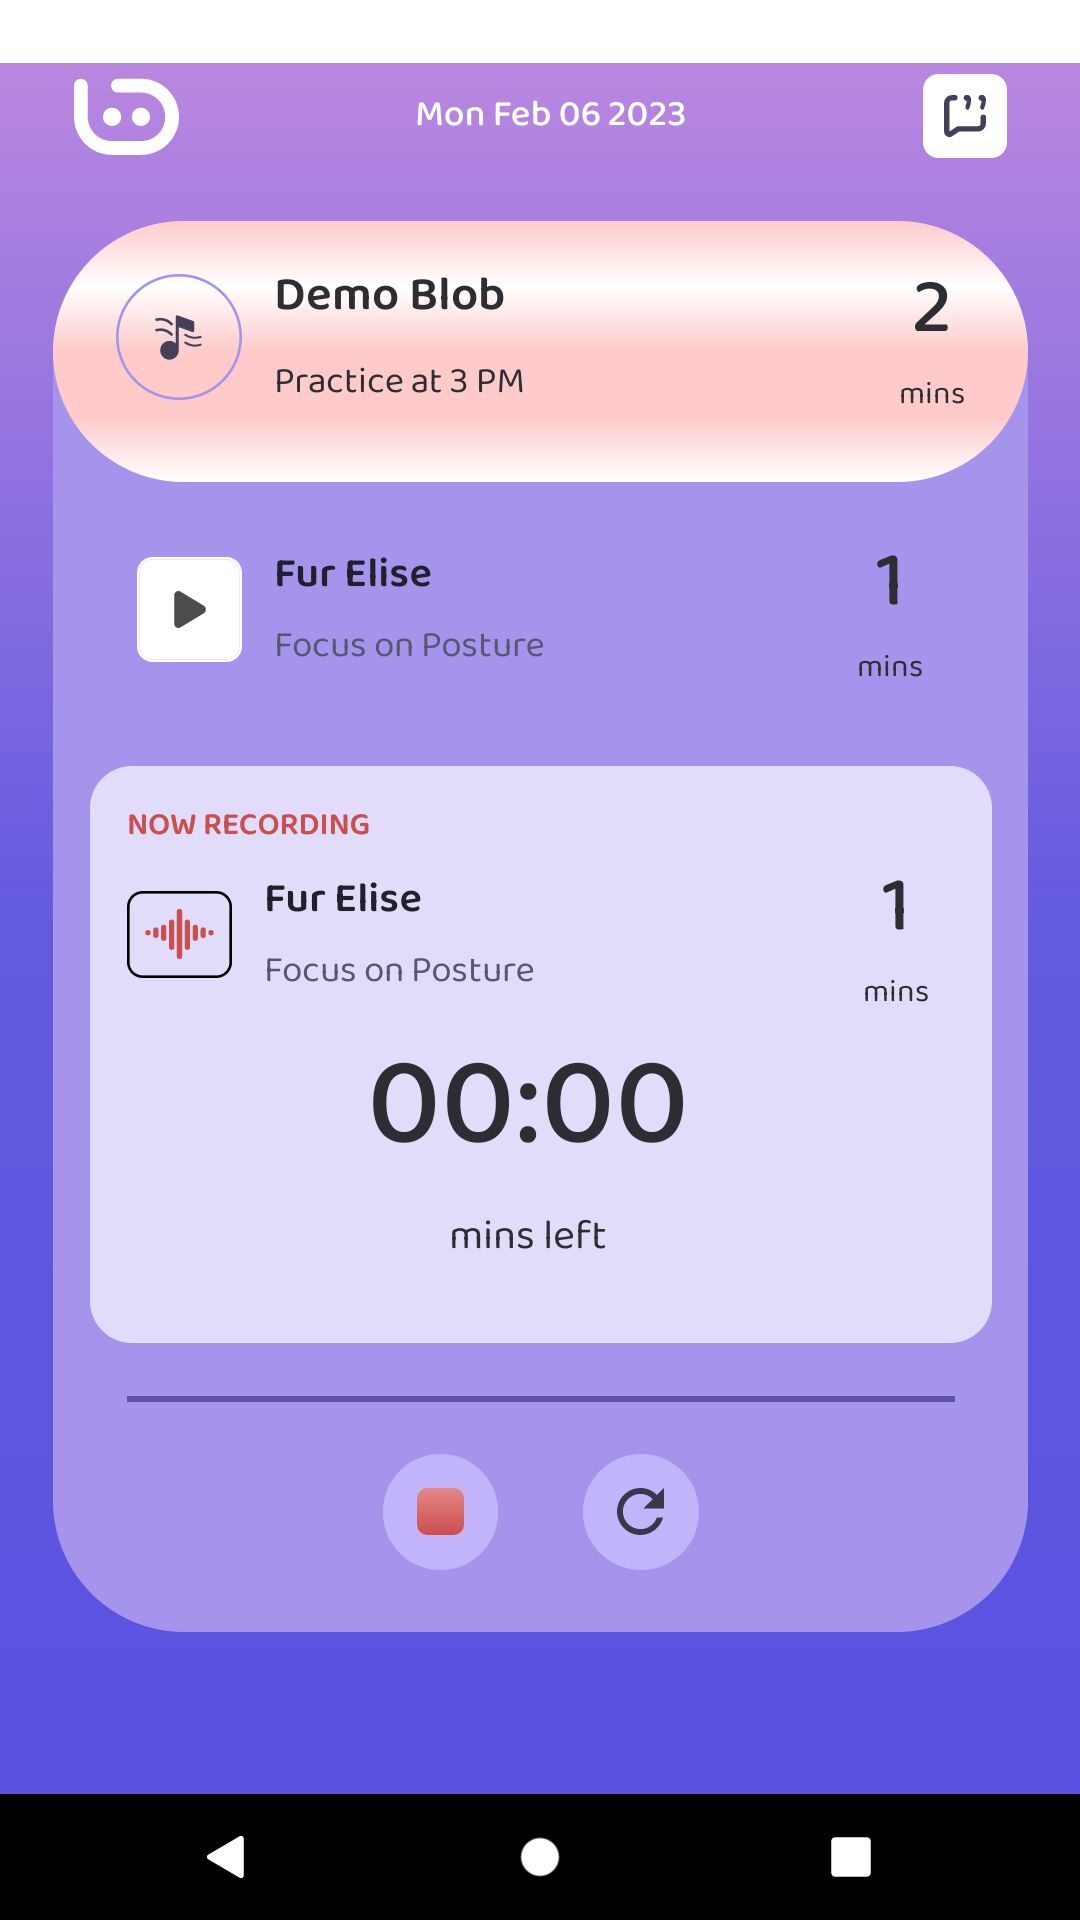 Mon Feb 06 2023
Demo Blob
2
Practice at 3 PM
mins
Fur Elise
1
Focus on Posture
mins
NOW RECORDING
Fur Elise
1
Focus on Posture
mins
00:00
mins left